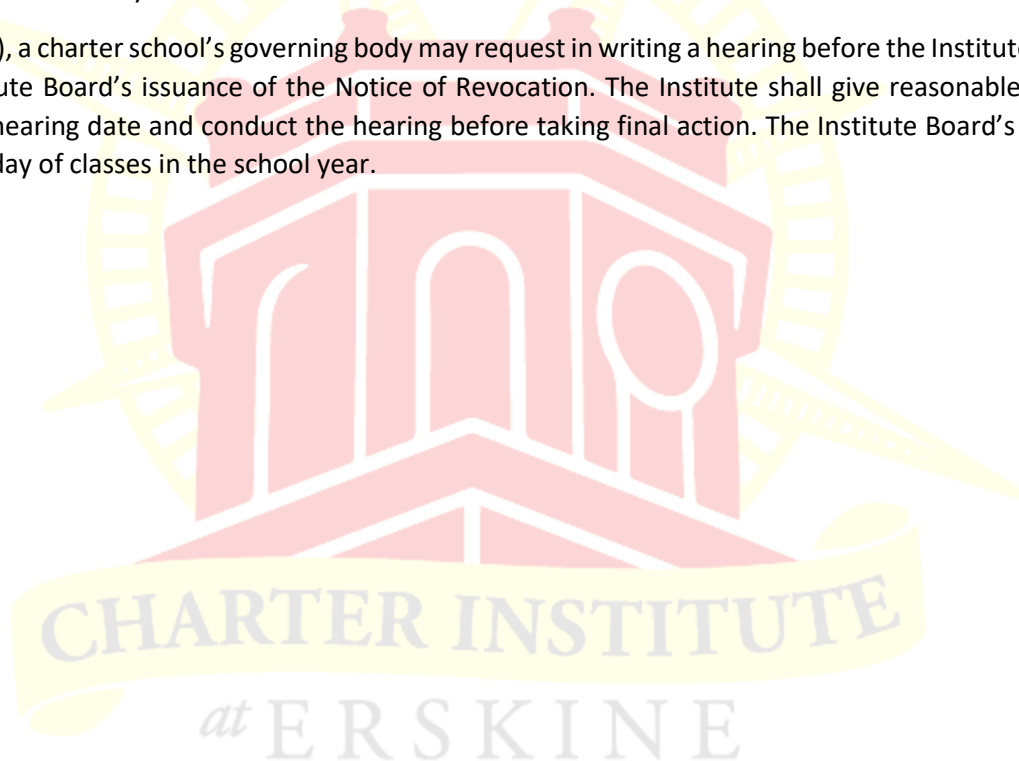 ), a charter school’s governing body may request in writing a hearing before the Institute
ute Board’s issuance of the Notice of Revocation. The Institute shall give reasonable
hearing date and conduct the hearing before taking final action. The Institute Board’s
day of classes in the school year.
CHARTER INSTITUTE
at ERSKINE